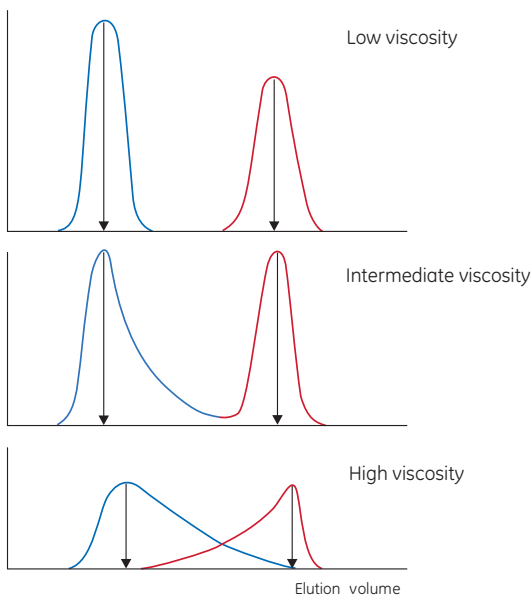 Low viscosity
Intermediate viscosity
High viscosity
Elution volume